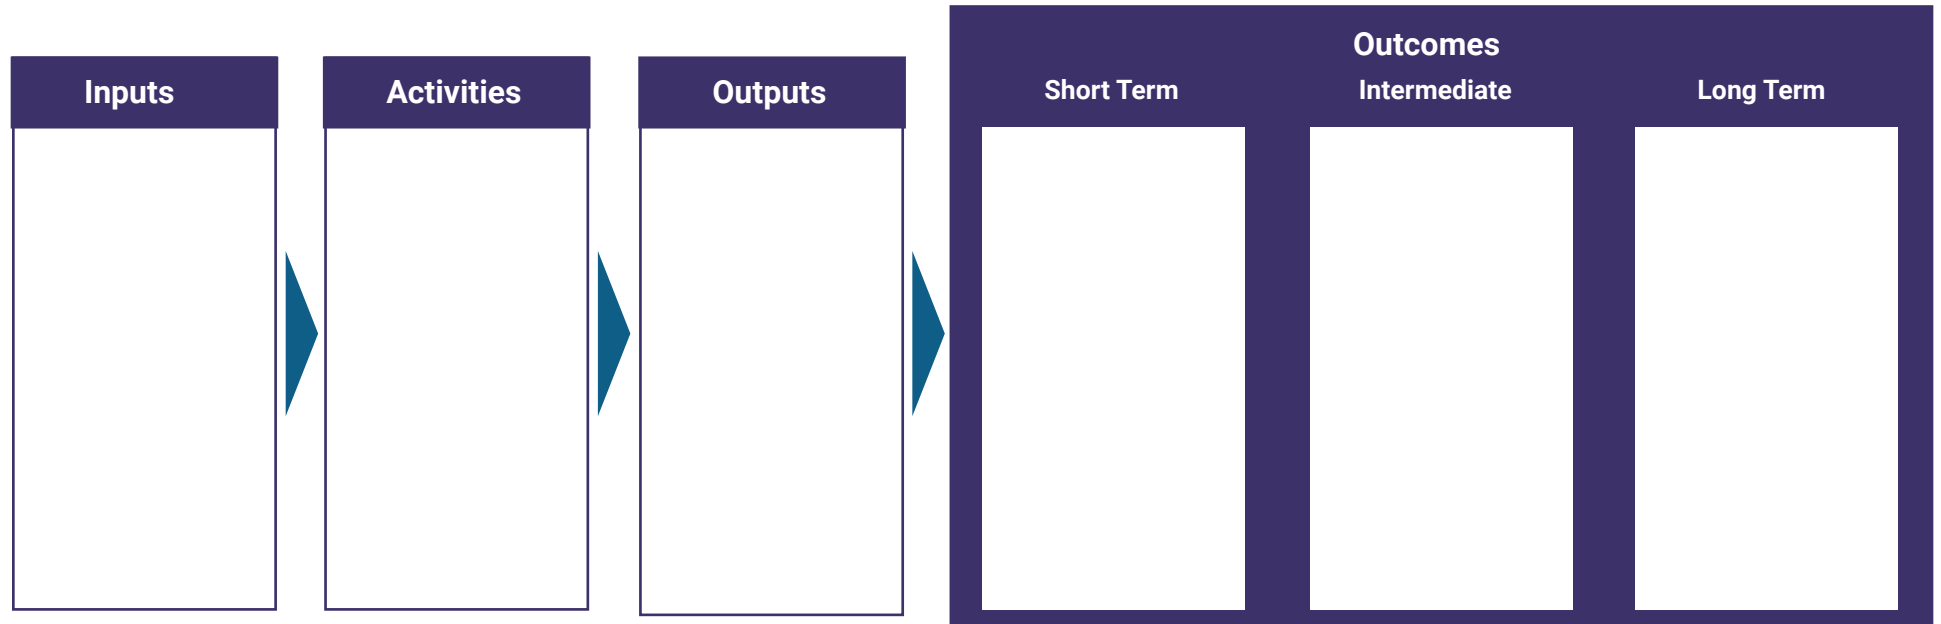 Inputs
Activities
Outputs
Outcomes
Short Term
Intermediate
Long Term